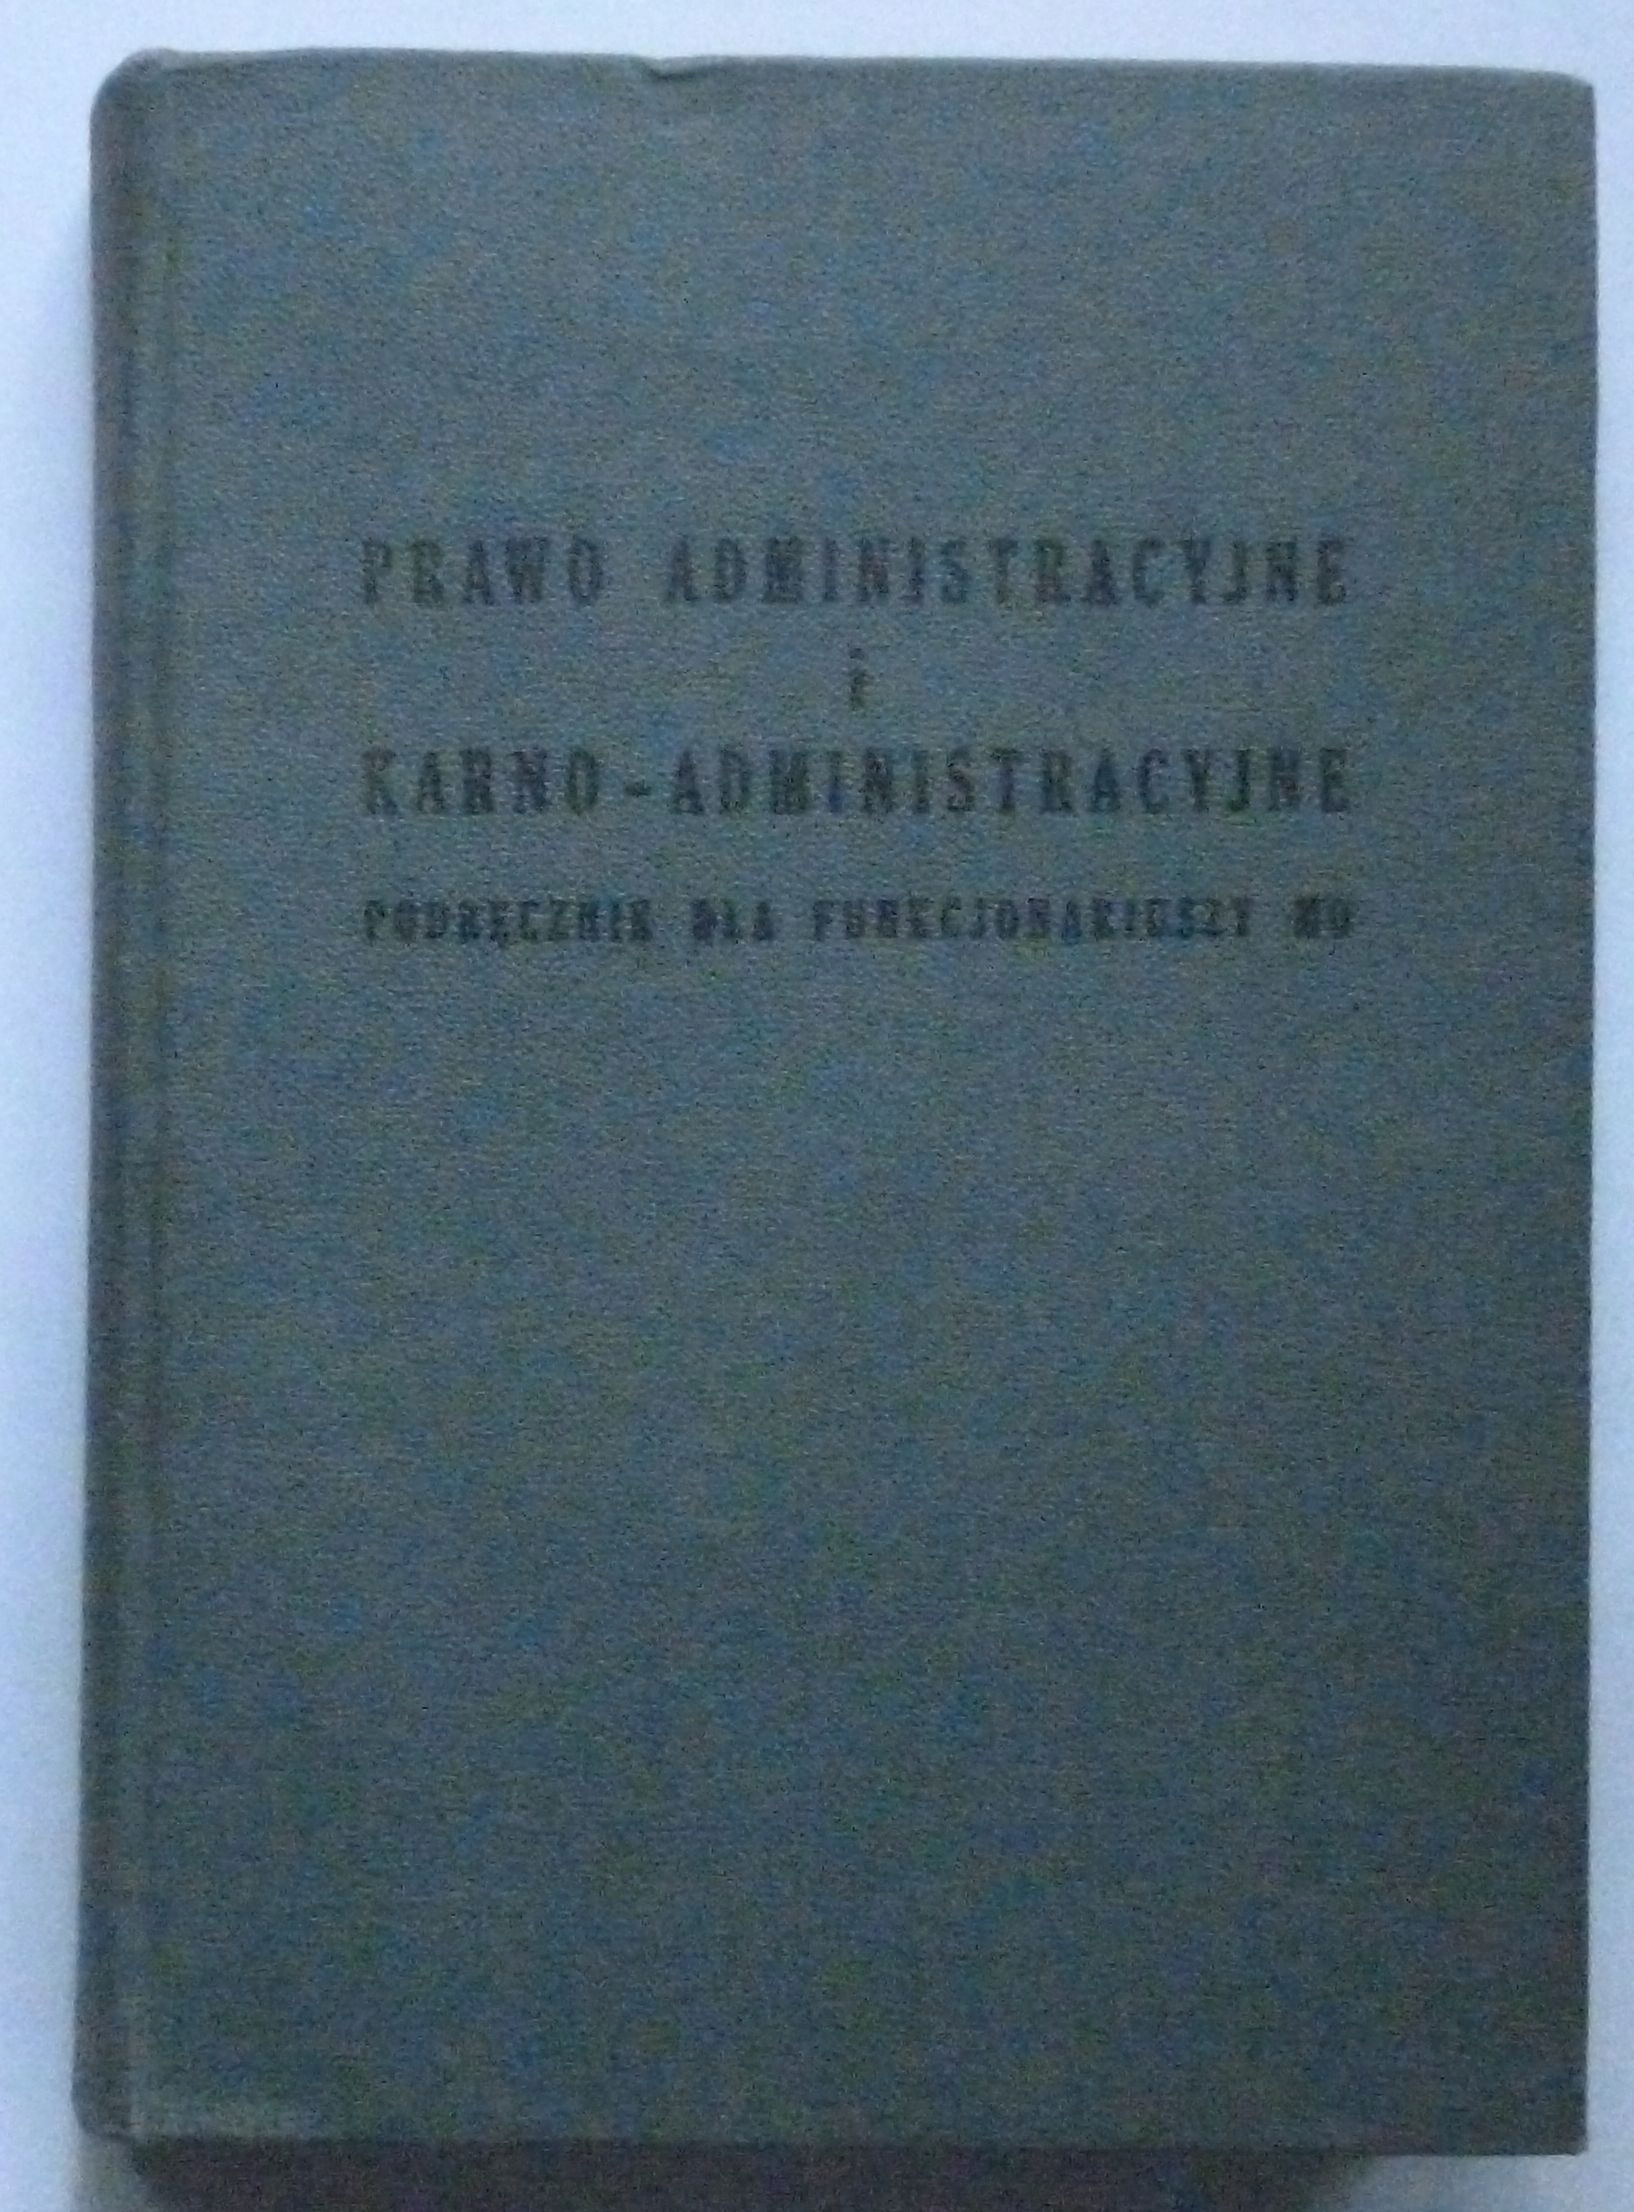 PRAWO ADMINISTRACYJNE
i
KARNO-ADMINISTRACYJNE
PODRĘCZNIK DLA FUNKCJONARIUSZY MO